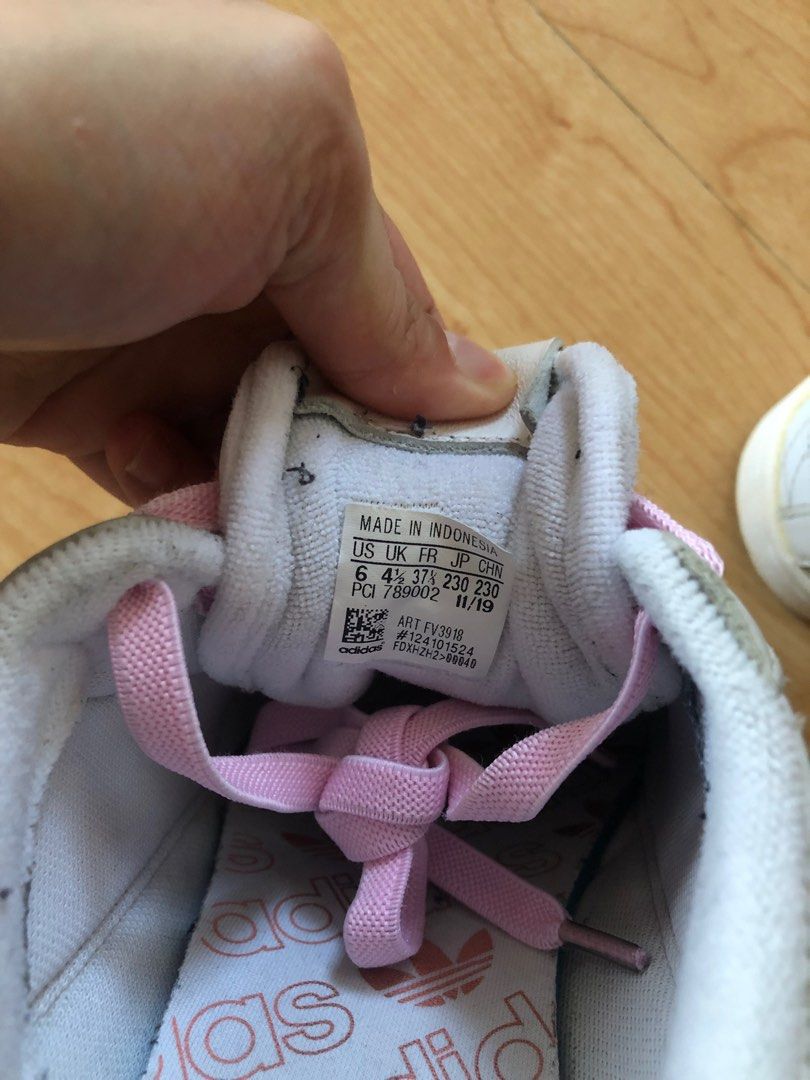 MADE IN INDONESIA
US UK FR JP CHN
6 4½ 37⅓ 230 230
PCI 789002 11/19
ART FV3918
#124101524
adidas FDXHZH2>00040
adidas